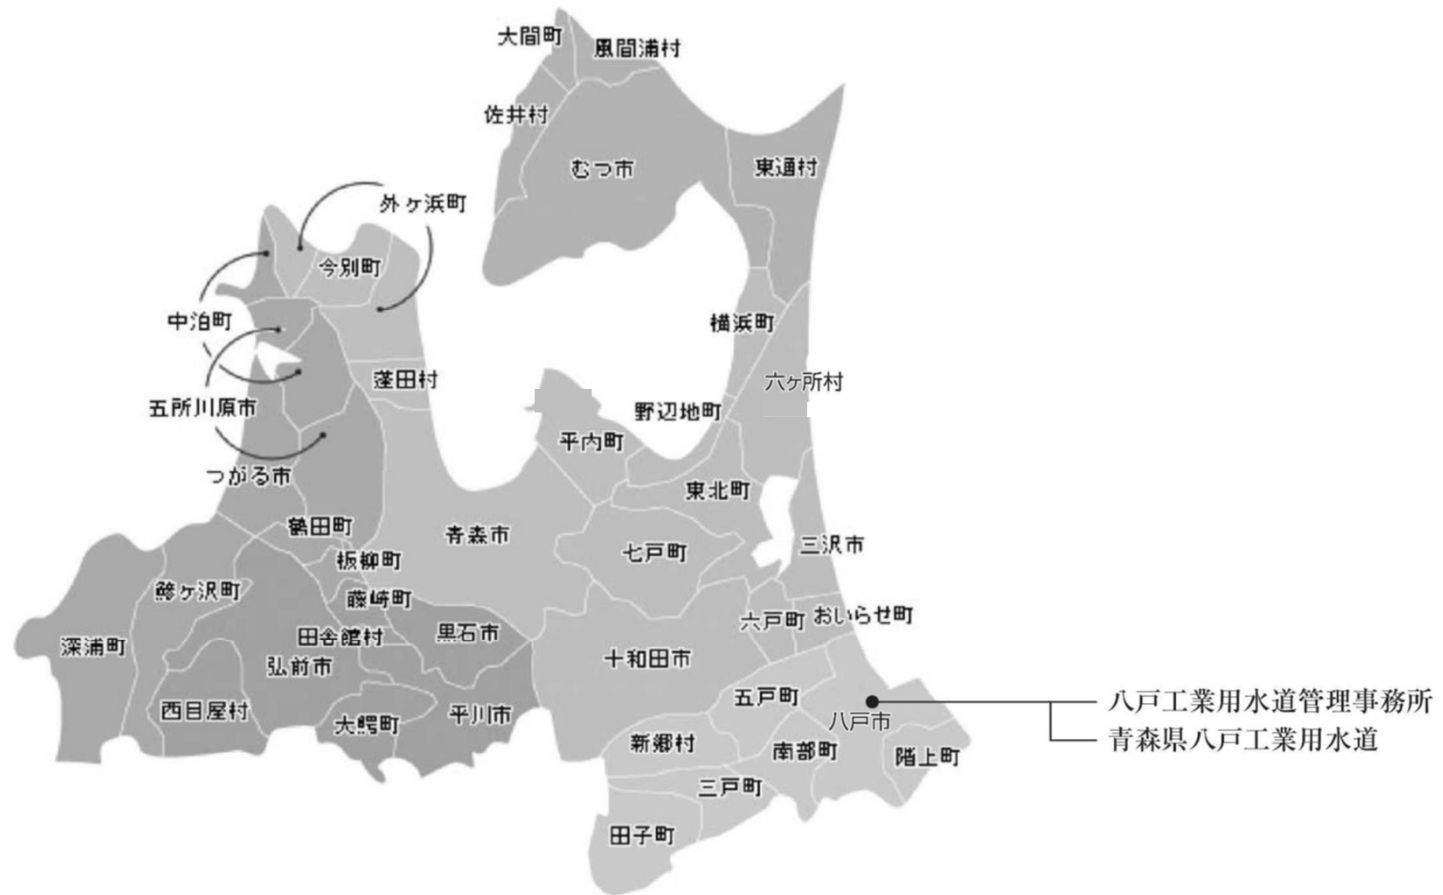 大間町
風間浦村
佐井村
むつ市
東通村
外ヶ浜町
今別町
中泊町
横浜町
蓬田村
六ヶ所村
五所川原市
野辺地町
平内町
つがる市
東北町
鶴田町
青森市
三沢市
七戸町
板柳町
鰺ヶ沢町
藤崎町
おいらせ町
六戸町
黒石市
田舎館村
深浦町
弘前市
十和田市
五戸町
八戸工業用水道管理事務所
西目屋村
平川市
大鰐町
八戸市
青森県八戸工業用水道
新郷村
南部町
階上町
三戸町
田子町